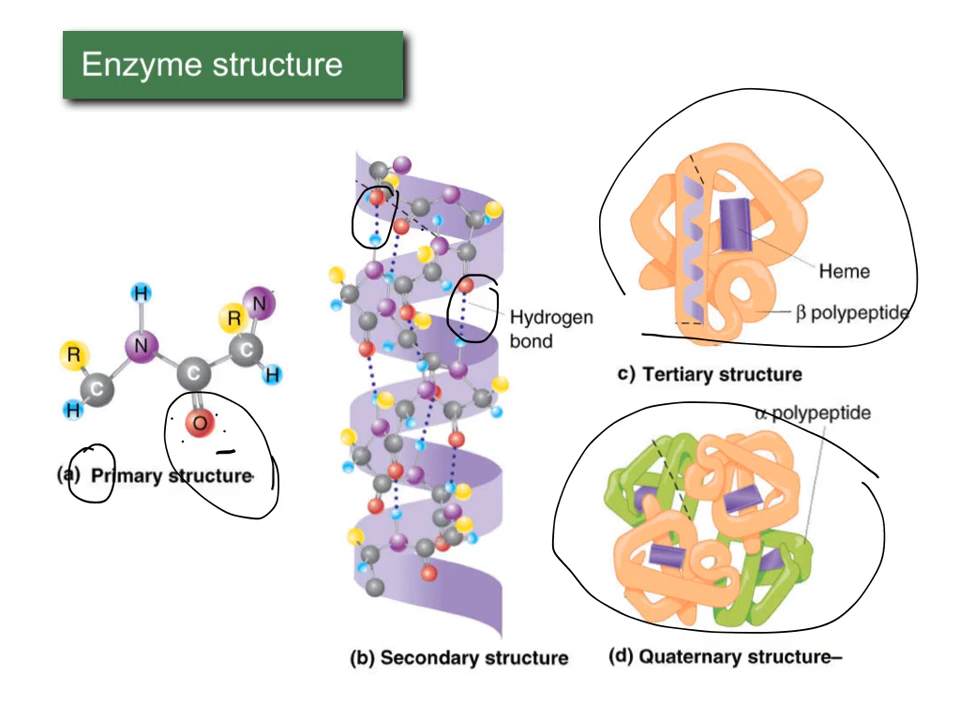 Enzyme structure
H
N
R
N
R
C
C
C
H
H
O
(a) Primary structure
Hydrogen
bond
(b) Secondary structure
Heme
β polypeptide
c) Tertiary structure
α polypeptide
(d) Quaternary structure–